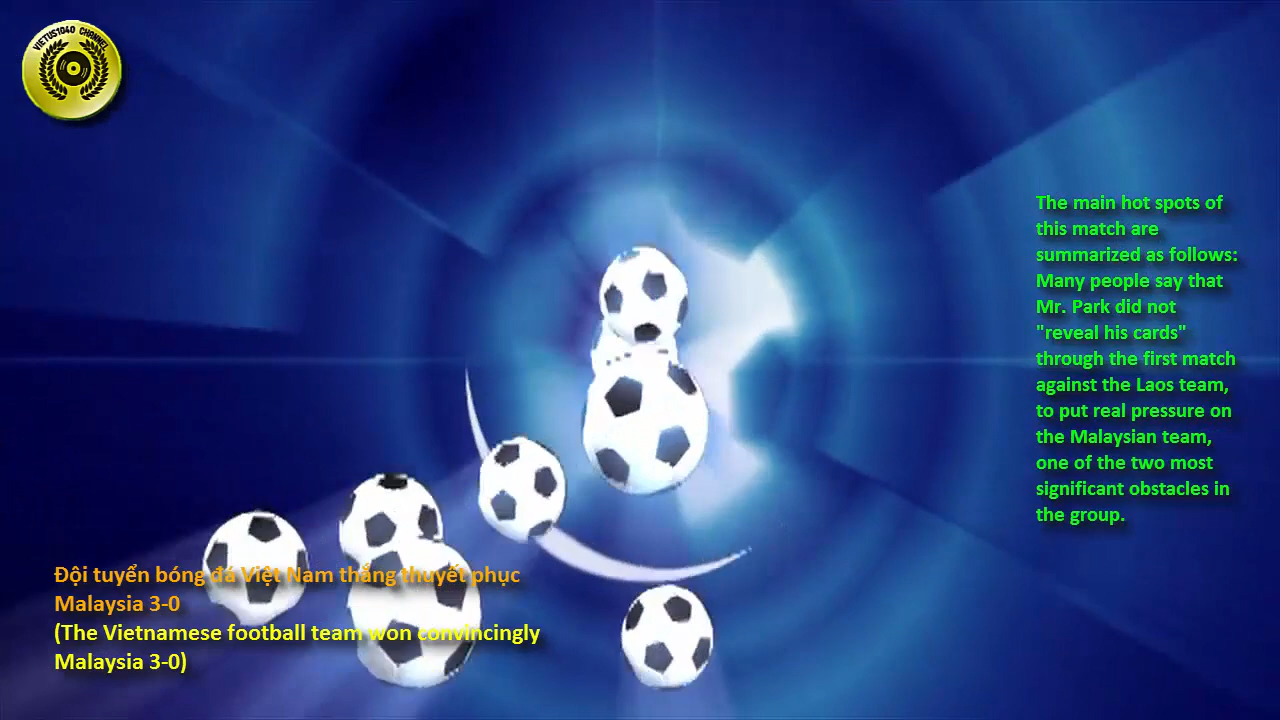 VIETUS1040 CHANNEL
The main hot spots of
this match are
summarized as follows:
Many people say that
Mr. Park did not
"reveal his cards"
through the first match
against the Laos team,
to put real pressure on
the Malaysian team,
one of the two most
significant obstacles in
the group.
Đội tuyển bóng đá Việt Nam thắng thuyết phục
Malaysia 3-0
(The Vietnamese football team won convincingly
Malaysia 3-0)